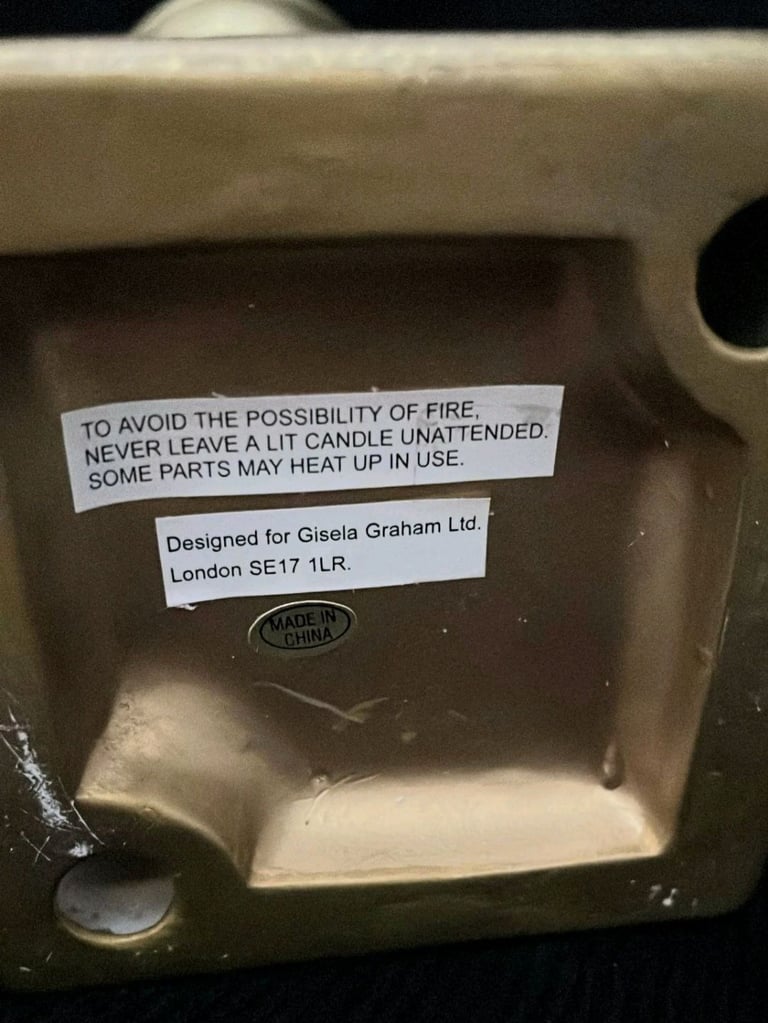 TO AVOID THE POSSIBILITY OF FIRE,
NEVER LEAVE A LIT CANDLE UNATTENDED.
SOME PARTS MAY HEAT UP IN USE.
Designed for Gisela Graham Ltd.
London SE17 1LR.
MADE IN
CHINA